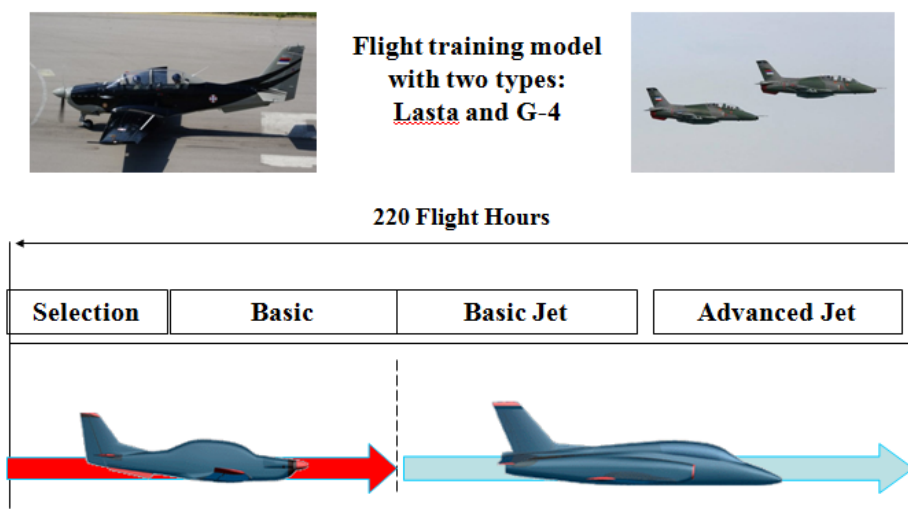 Flight training model
with two types:
Lasta and G-4
220 Flight Hours
Selection
Basic
Basic Jet
Advanced Jet